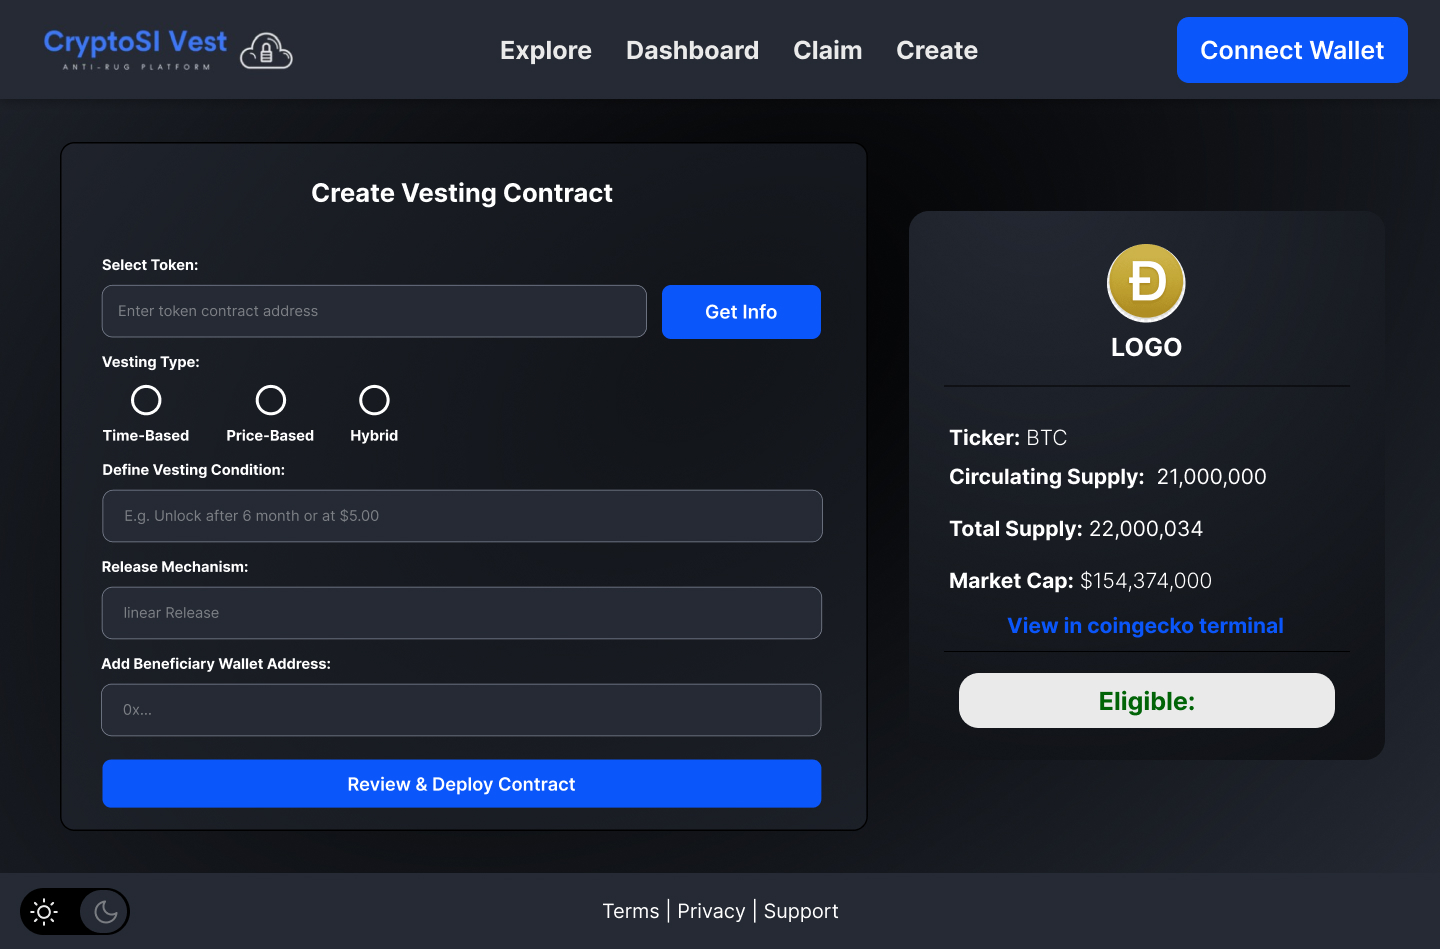 CryptoSI Vest
ANTI-RUG PLATFORM
Explore Dashboard Claim Create
Connect Wallet
Create Vesting Contract
Select Token:
Enter token contract address
Get Info
Vesting Type:
Time-Based Price-Based Hybrid
Define Vesting Condition:
E.g. Unlock after 6 month or at $5.00
Release Mechanism:
linear Release
Add Beneficiary Wallet Address:
0x...
Review & Deploy Contract
LOGO
Ticker: BTC
Circulating Supply: 21,000,000
Total Supply: 22,000,034
Market Cap: $154,374,000
View in coingecko terminal
Eligible:
Terms | Privacy | Support